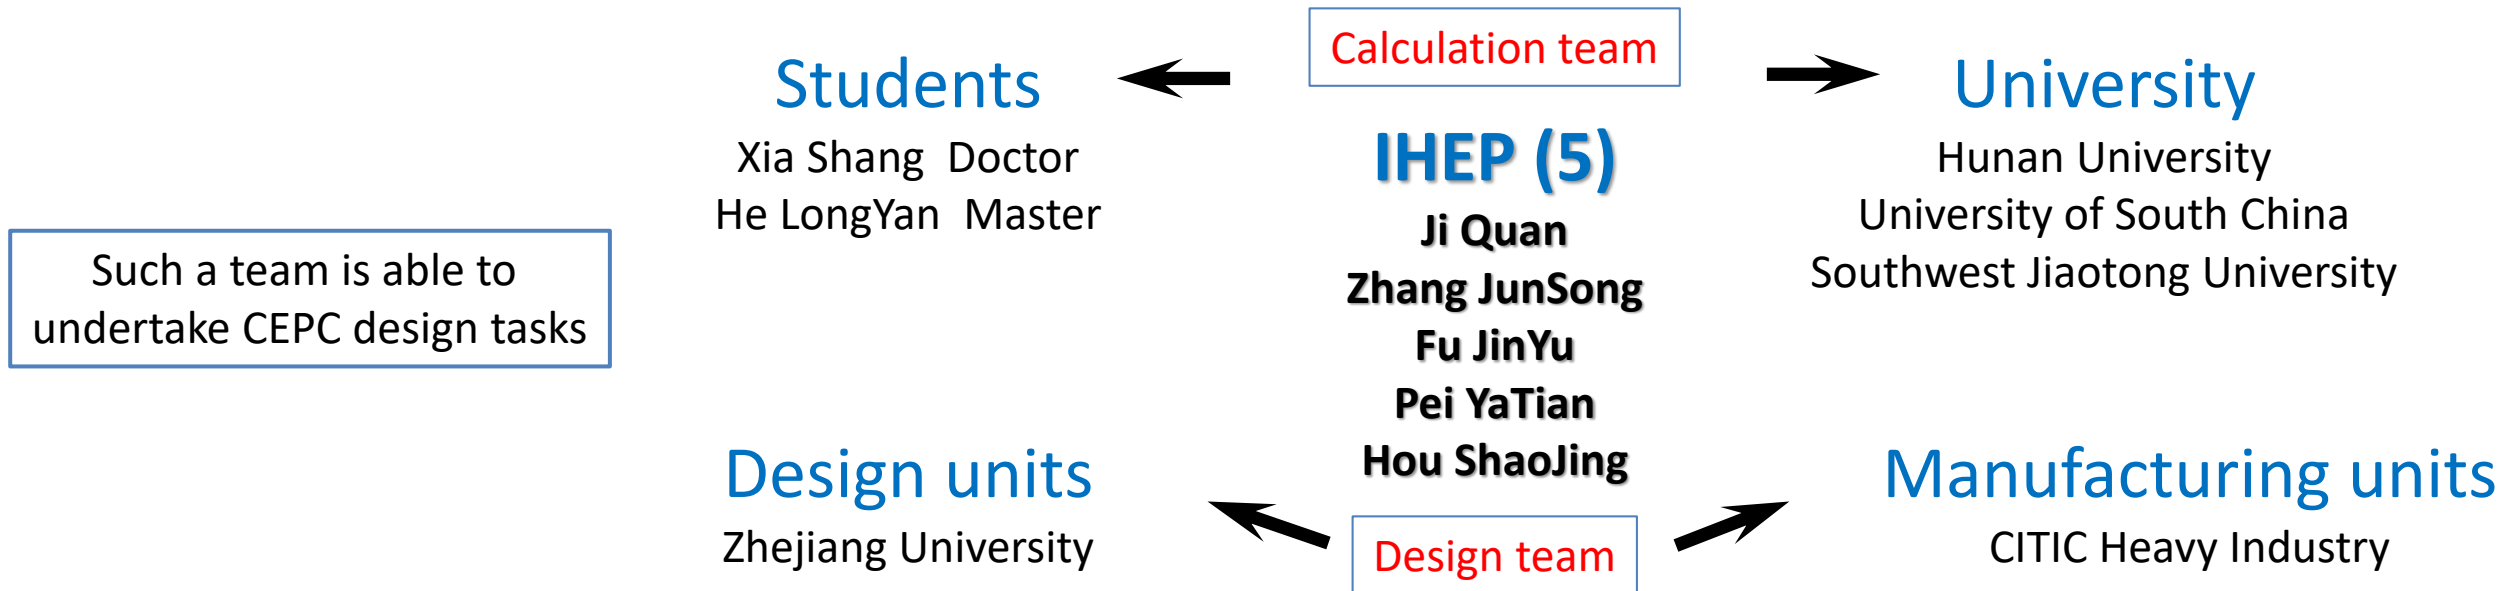 Calculation team
Students
Xia Shang  Doctor
He LongYan  Master
IHEP (5)
Ji Quan
Zhang JunSong
Fu JinYu
Pei YaTian
Hou ShaoJing
University
Hunan University
University of South China
Southwest Jiaotong University
Such a team is able to
undertake CEPC design tasks
Design units
Zhejiang University
Design team
Manufacturing units
CITIC Heavy Industry